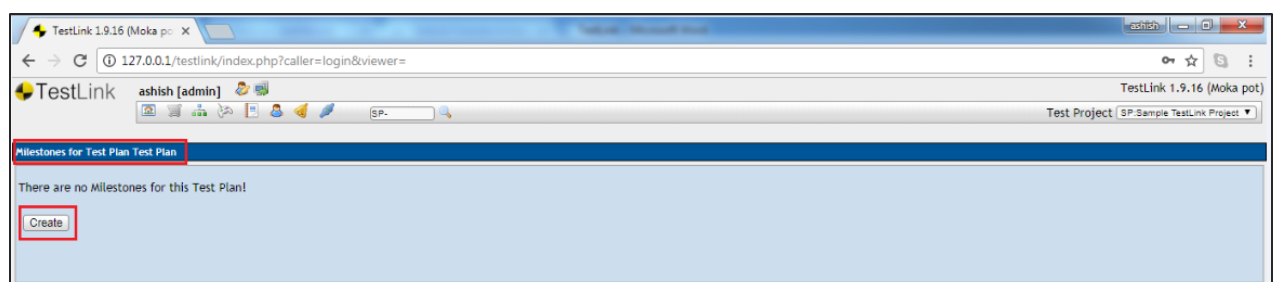 TestLink 1.9.16 (Moka po
ashish
127.0.0.1/testlink/index.php?caller=login&viewer=
TestLink ashish [admin] TestLink 1.9.16 (Moka pot)
SP- Test Project SP:Sample TestLink Project
Milestones for Test Plan Test Plan
There are no Milestones for this Test Plan!
Create